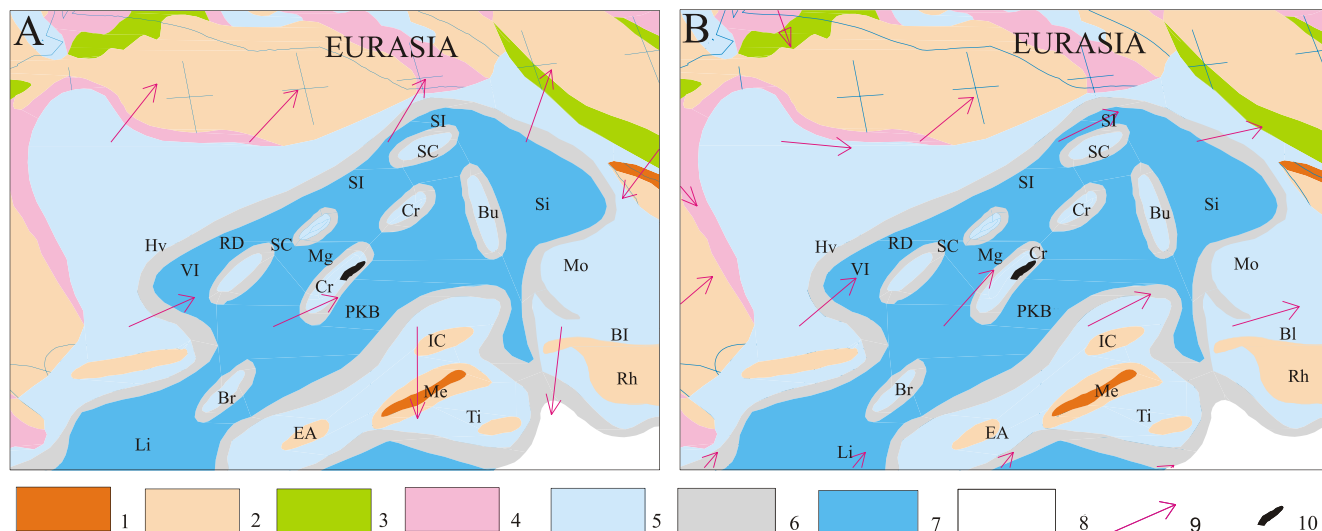 A
EURASIA
SI
SC
SI
Cr
Bu
Si
Hv
RD
SC
Mg
VI
Cr
Mo
PKB
IC
BI
Rh
Me
Br
Ti
EA
Li
B
EURASIA
SI
SC
SI
Cr
Bu
Si
Hv
RD
SC
Mg
Cr
VI
Mo
PKB
IC
Bl
Rh
Me
Br
Ti
EA
Li
1 2 3 4 5 6 7 8 9 10